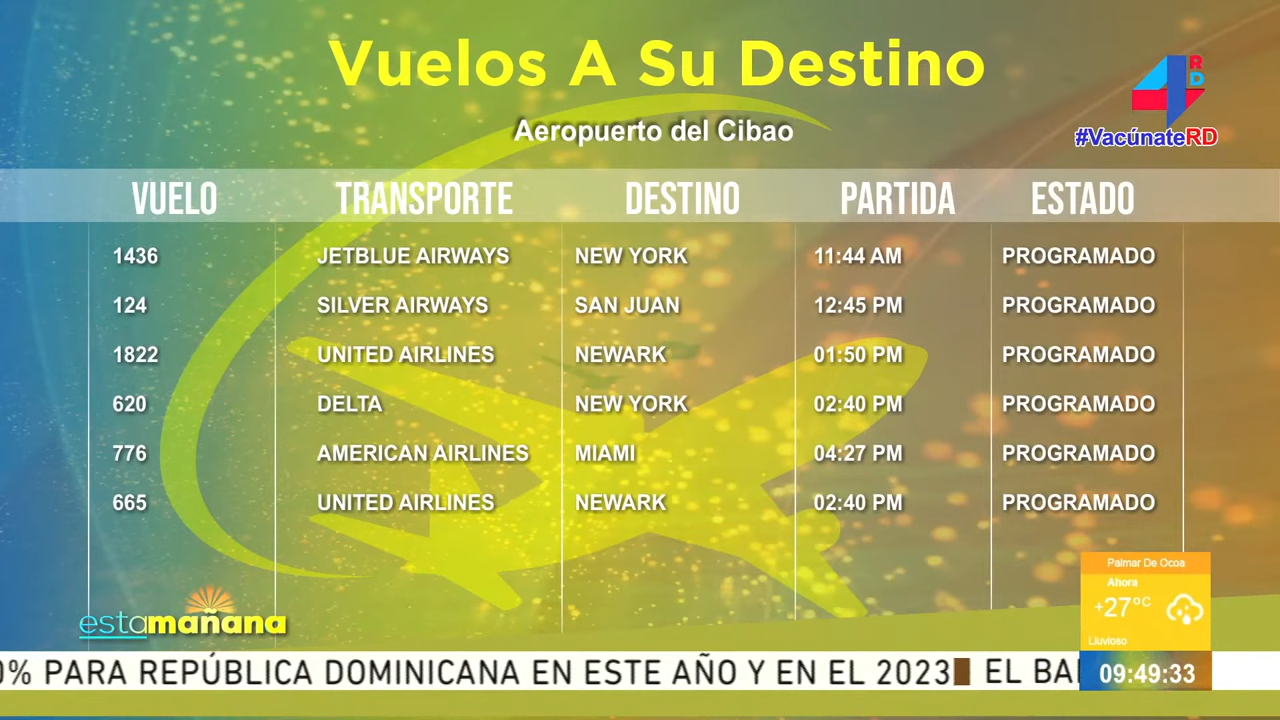 Vuelos A Su Destino
Aeropuerto del Cibao
4
RD
#VacúnateRD
VUELO TRANSPORTE DESTINO PARTIDA ESTADO
1436 JETBLUE AIRWAYS NEW YORK 11:44 AM PROGRAMADO
124 SILVER AIRWAYS SAN JUAN 12:45 PM PROGRAMADO
1822 UNITED AIRLINES NEWARK 01:50 PM PROGRAMADO
620 DELTA NEW YORK 02:40 PM PROGRAMADO
776 AMERICAN AIRLINES MIAMI 04:27 PM PROGRAMADO
665 UNITED AIRLINES NEWARK 02:40 PM PROGRAMADO
Palmar De Ocoa
Ahora
+27°C
Lluvioso
estamañana
0% PARA REPÚBLICA DOMINICANA EN ESTE AÑO Y EN EL 2023 EL
09:49:33